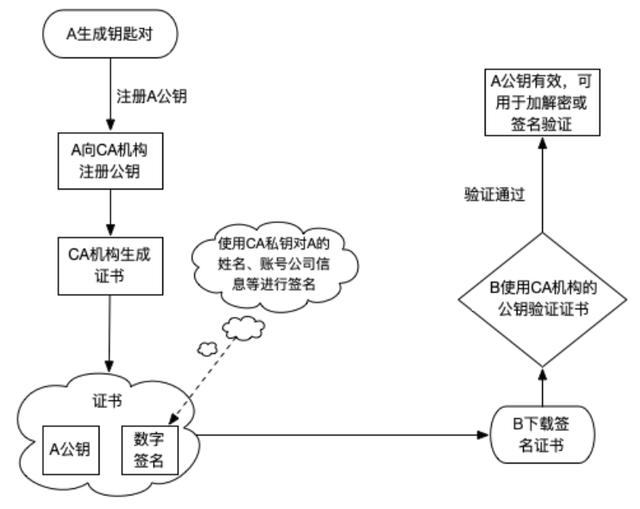 A生成钥匙对
注册A公钥
A向CA机构
注册公钥
CA机构生成
证书
使用CA私钥对A的
姓名、账号公司信
息等进行签名
证书
A公钥
数字
签名
B下载签
名证书
B使用CA机构的
公钥验证证书
验证通过
A公钥有效，可
用于加解密或
签名验证